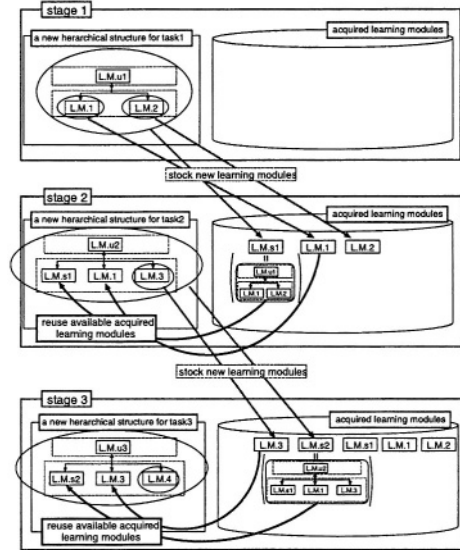 stage 1
a new herarchical structure for task1
acquired learning modules
L.M.u1
L.M.1
L.M.2
stock new learning modules
stage 2
a new herarchical structure for task2
acquired learning modules
L.M.u2
L.M.s1
L.M.1
L.M.3
L.M.s1
L.M.1
L.M.2
L.M.u1
L.M.1
L.M.2
reuse available acquired
learning modules
stock new learning modules
stage 3
a new herarchical structure for task3
acquired learning modules
L.M.u3
L.M.s2
L.M.3
L.M.4
L.M.3
L.M.s2
L.M.s1
L.M.1
L.M.2
L.M.u2
L.M.s1
L.M.1
L.M.3
reuse available acquired
learning modules